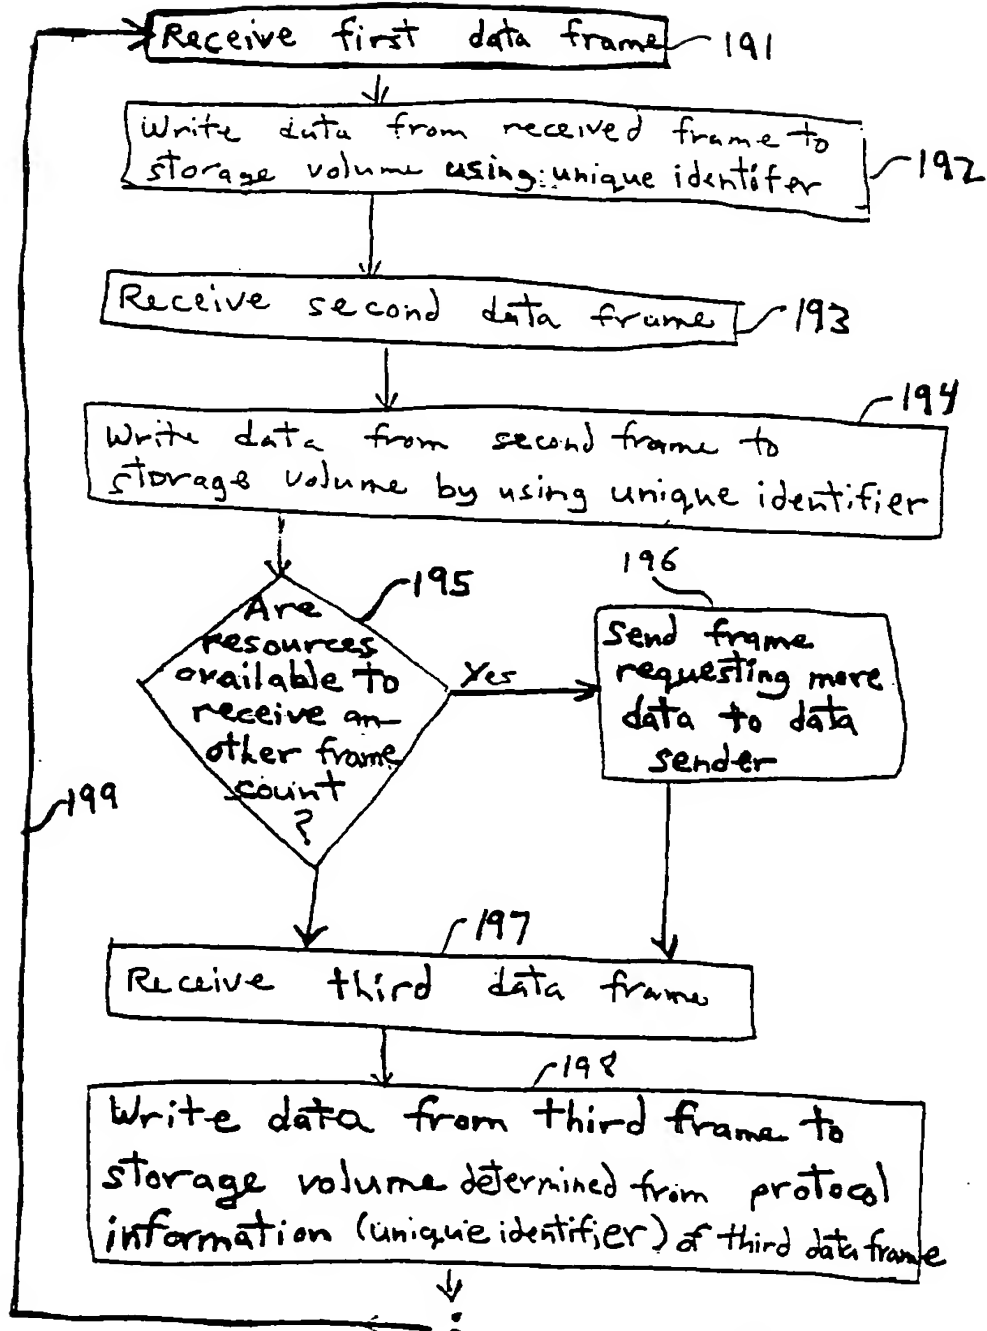 Receive first data frame 191
Write data from received frame to
storage volume using unique identifer
192
Receive second data frame 193
194
Write data from second frame to
storage volume by using unique identifier
195
Are
resources
available to
receive an-
other frame
count
?
Yes
196
Send frame
requesting more
data to data
sender
199
197
Receive third data frame
198
Write data from third frame to
storage volume determined from protocol
information (unique identifier) of third data frame